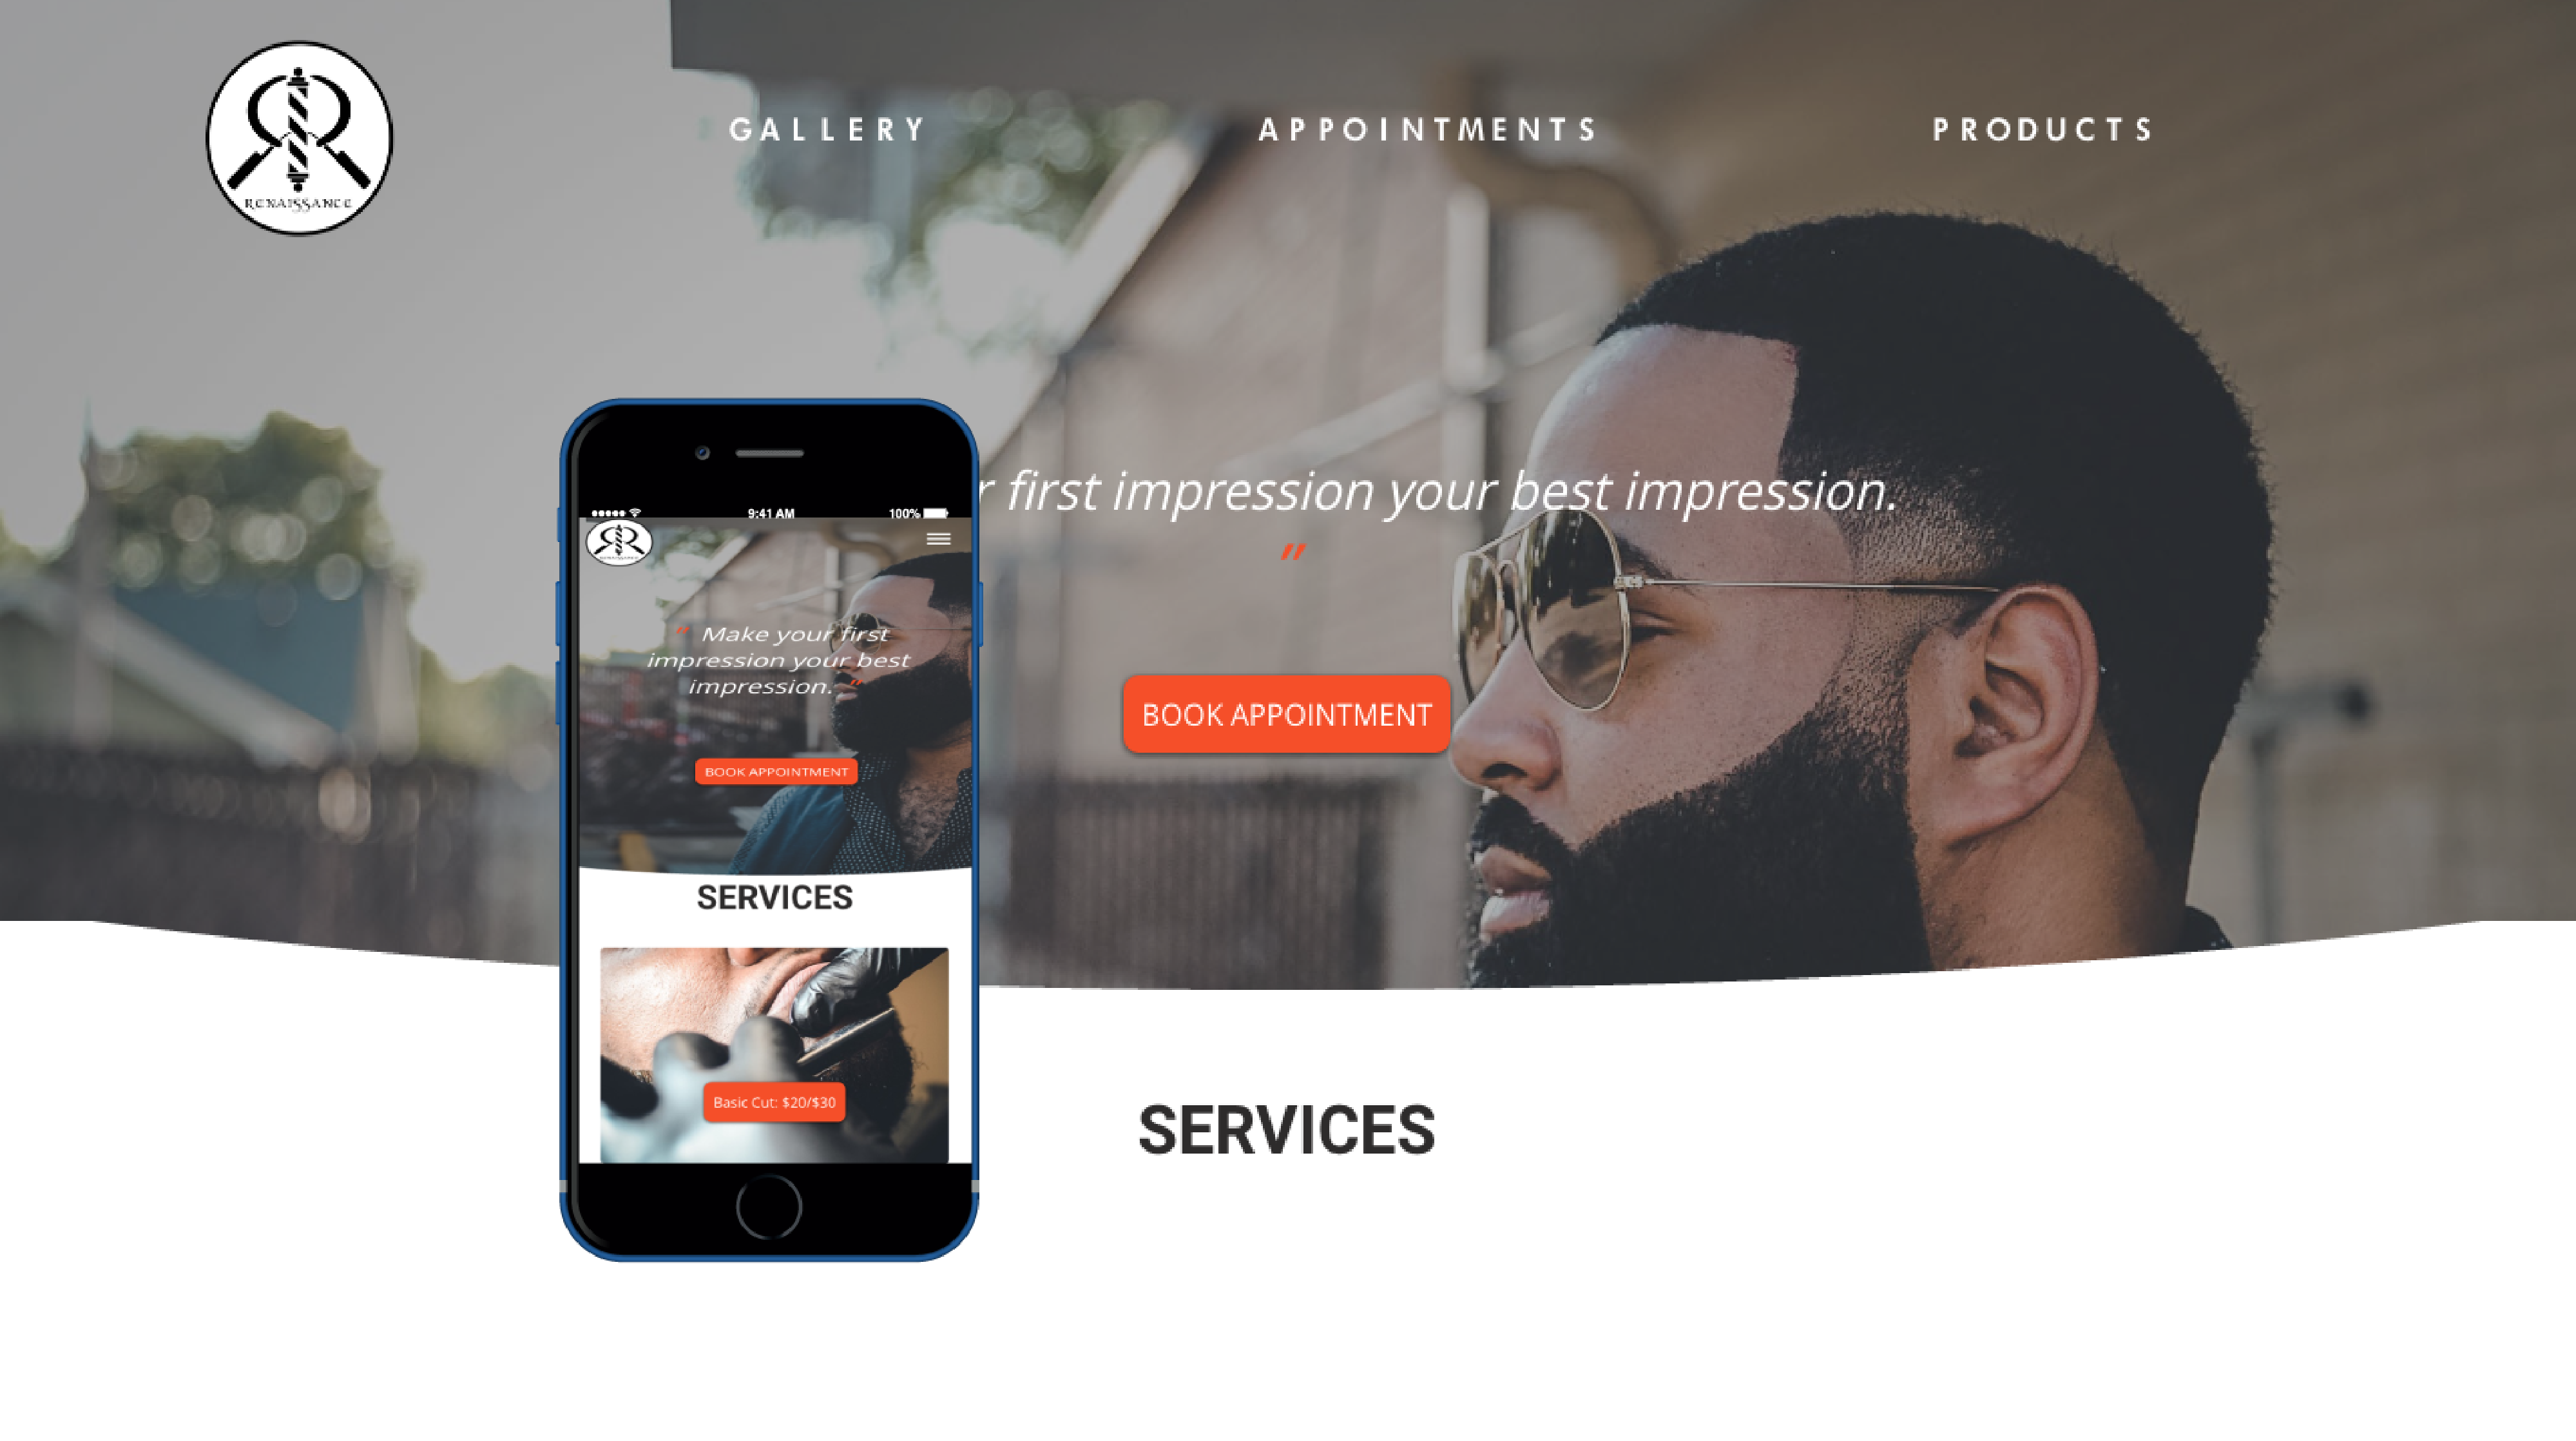 GALLERY APPOINTMENTS PRODUCTS
RENAISSANCE
r first impression your best impression.
"
BOOK APPOINTMENT
9:41 AM 100%
" Make your first
impression your best
impression. "
BOOK APPOINTMENT
SERVICES
Basic Cut: $20/$30
SERVICES